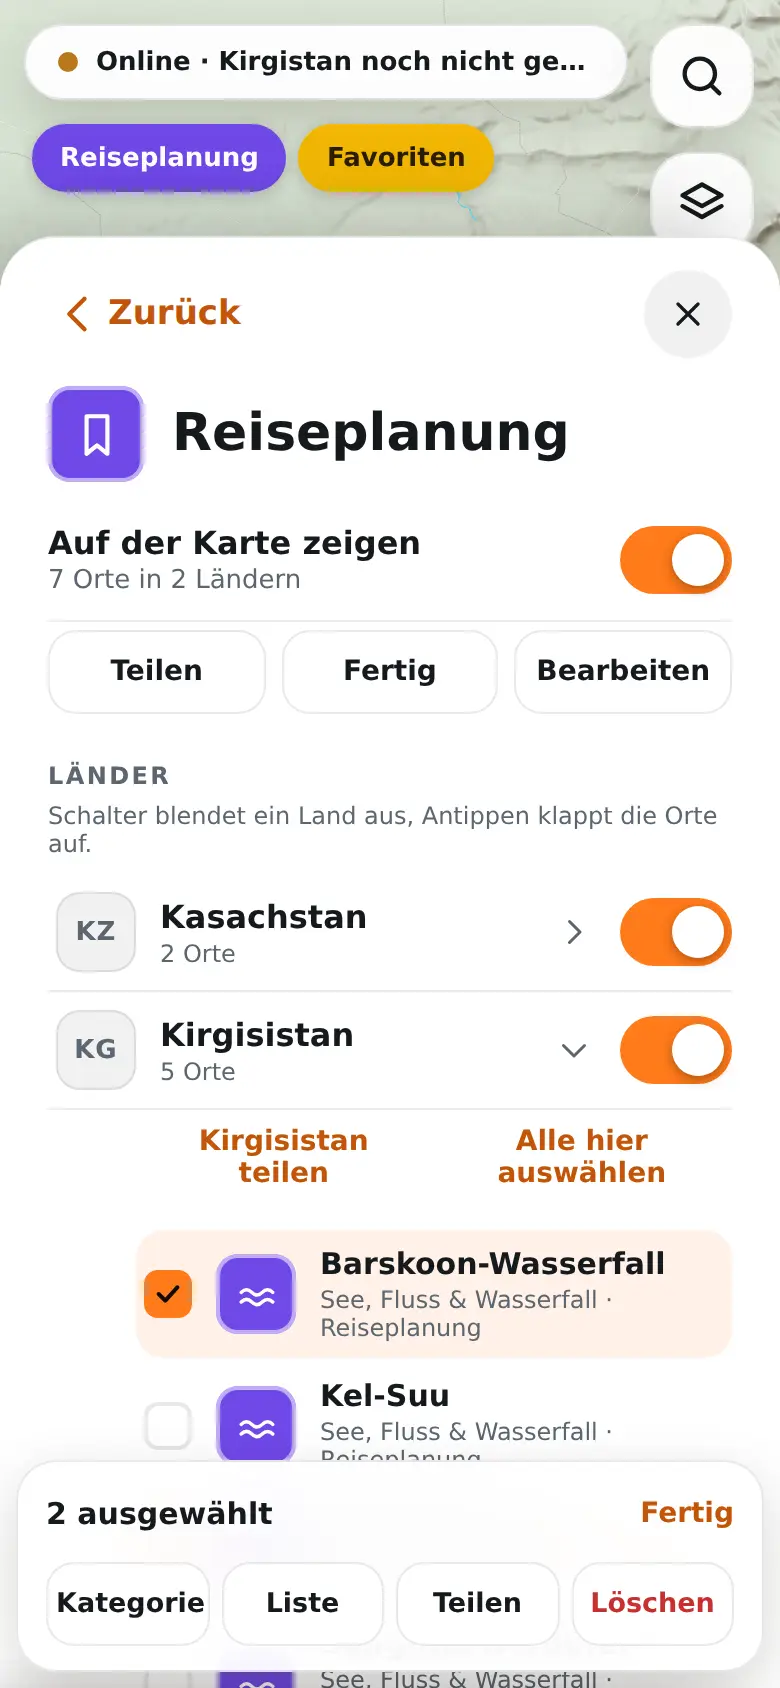 Online · Kirgistan noch nicht ge...
Reiseplanung
Favoriten
Zurück
Reiseplanung
Auf der Karte zeigen
7 Orte in 2 Ländern
Teilen
Fertig
Bearbeiten
LÄNDER
Schalter blendet ein Land aus, Antippen klappt die Orte
auf.
KZ
Kasachstan
2 Orte
KG
Kirgisistan
5 Orte
Kirgisistan
teilen
Alle hier
auswählen
Barskoon-Wasserfall
See, Fluss & Wasserfall ·
Reiseplanung
Kel-Suu
See, Fluss & Wasserfall ·
Reiseplanung
2 ausgewählt
Fertig
Kategorie
Liste
Teilen
Löschen
See, Fluss & Wasserfall ·